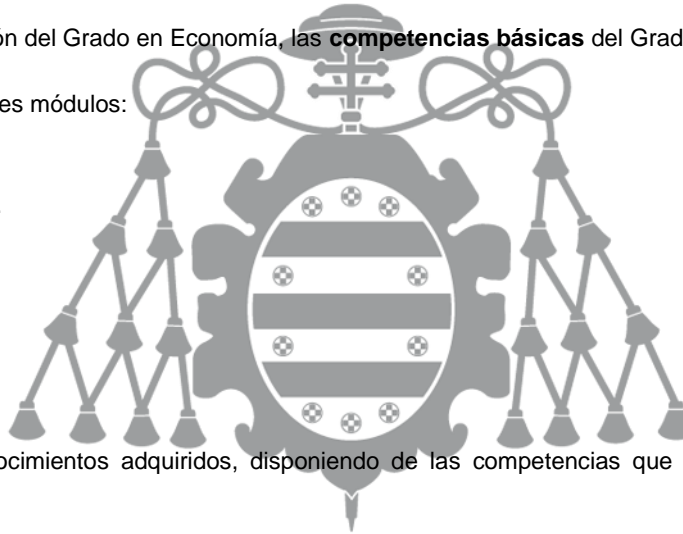 ón del Grado en Economía, las competencias básicas del Grad
es módulos:
ocimientos adquiridos, disponiendo de las competencias que